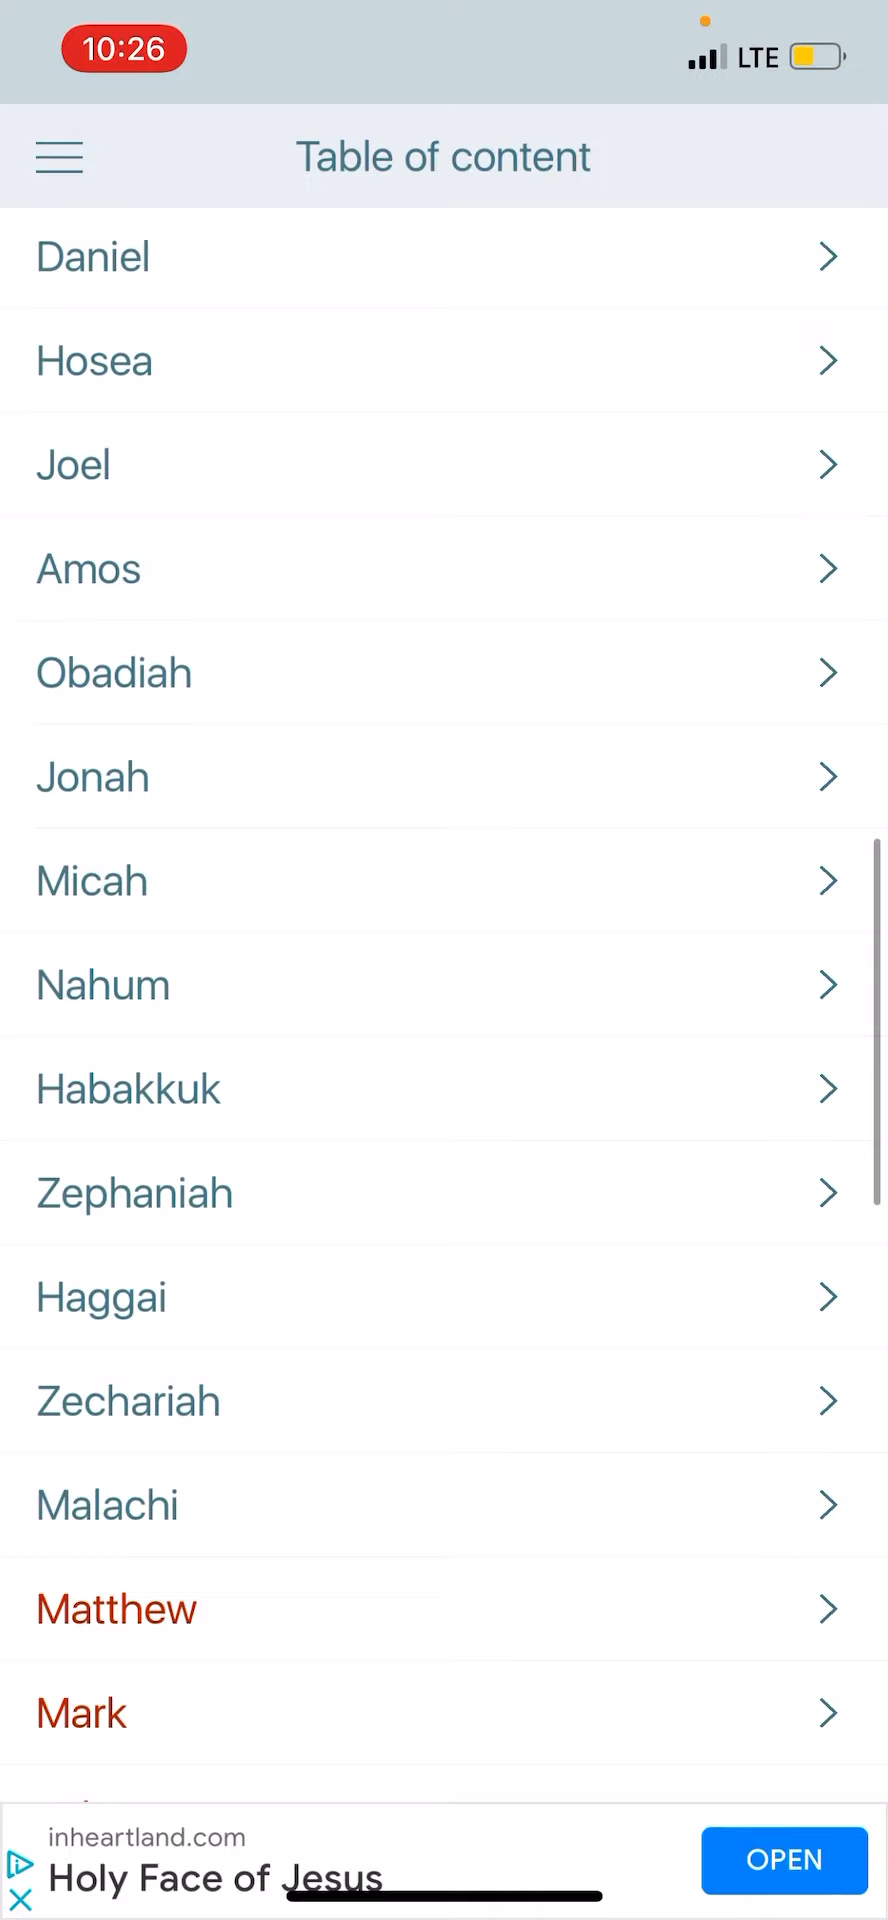 10:26
LTE
Table of content
Daniel
Hosea
Joel
Amos
Obadiah
Jonah
Micah
Nahum
Habakkuk
Zephaniah
Haggai
Zechariah
Malachi
Matthew
Mark
inheartland.com
Holy Face of Jesus
OPEN